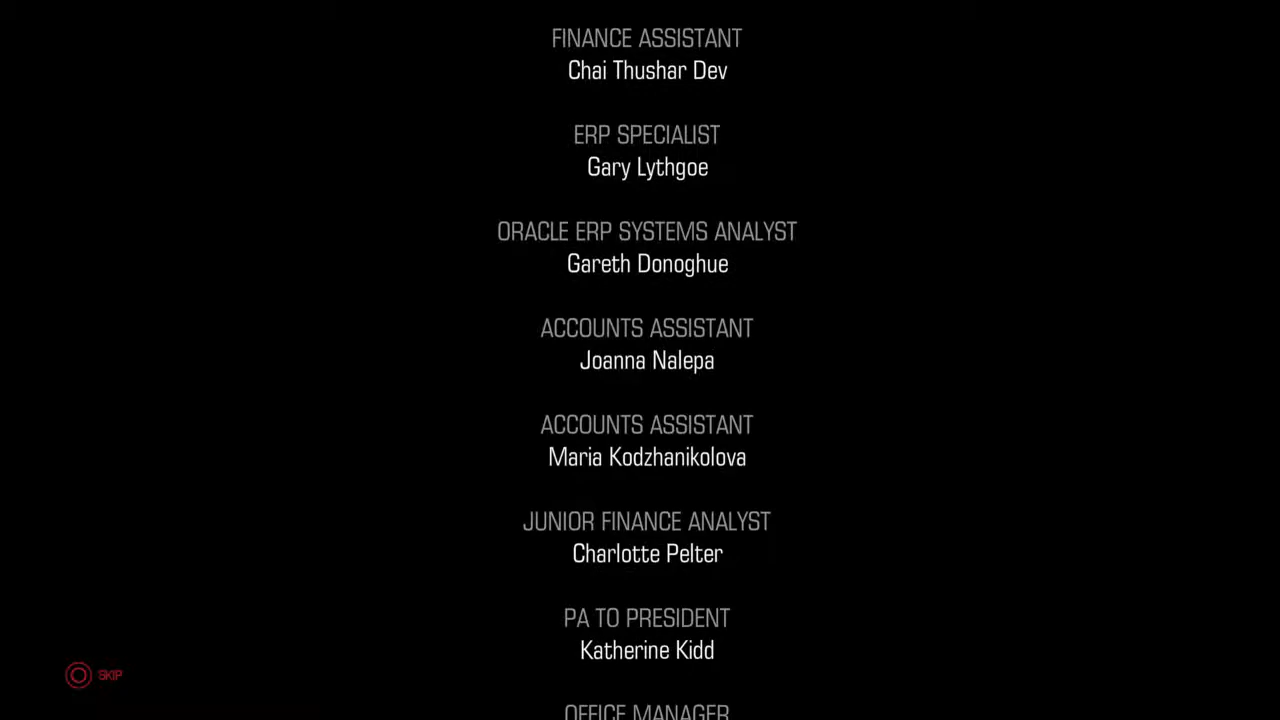 FINANCE ASSISTANT
Chai Thushar Dev
ERP SPECIALIST
Gary Lythgoe
ORACLE ERP SYSTEMS ANALYST
Gareth Donoghue
ACCOUNTS ASSISTANT
Joanna Nalepa
ACCOUNTS ASSISTANT
Maria Kodzhanikolova
JUNIOR FINANCE ANALYST
Charlotte Pelter
PA TO PRESIDENT
Katherine Kidd
SKIP
OFFICE MANAGER